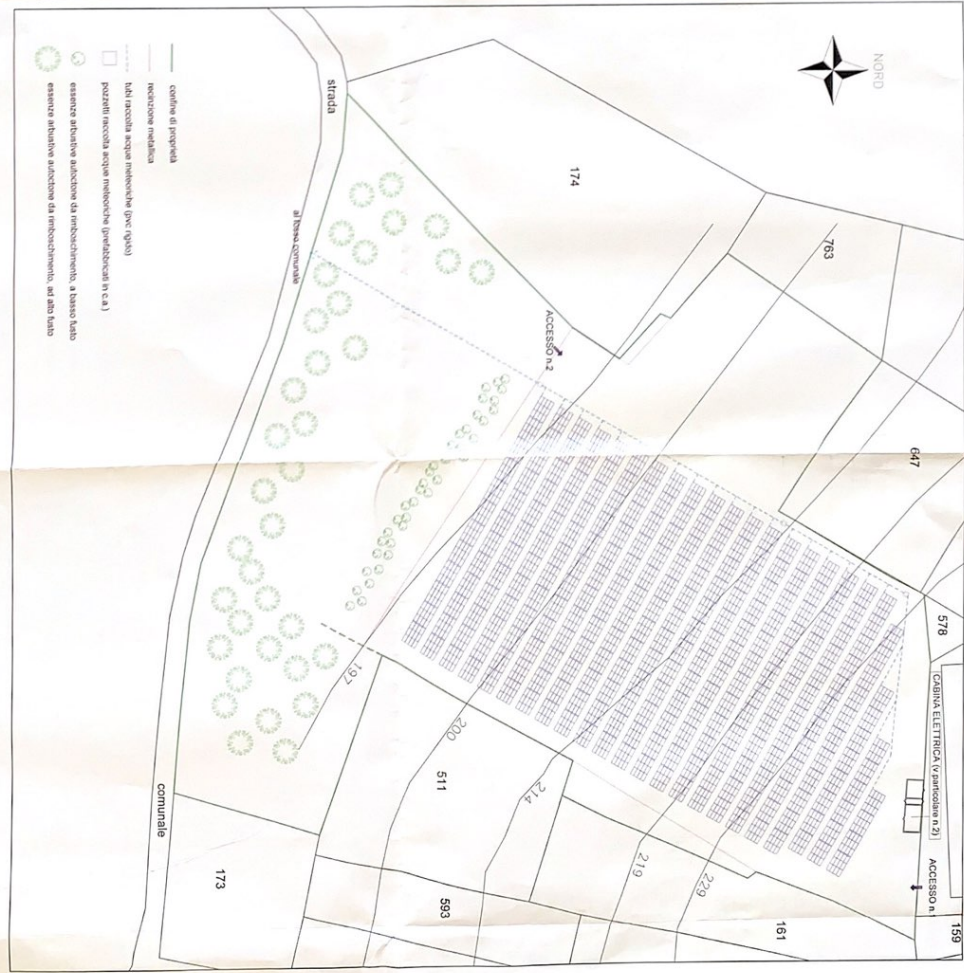 NORD
strada
174
763
647
578
CABINA ELETTRICA (v.particolare n.2)
ACCESSO n.1
159
ACCESSO n.2
al fosso comunale
197
200
214
219
229
511
593
161
173
comunale
confine di proprietà
recinzione metallica
tubi raccolta acque meteoriche (pvc rigido)
pozzetti raccolta acque meteoriche (prefabbricati in c.a.)
essenze arbustive autoctone da rimboschimento, a basso fusto
essenze arbustive autoctone da rimboschimento, ad alto fusto